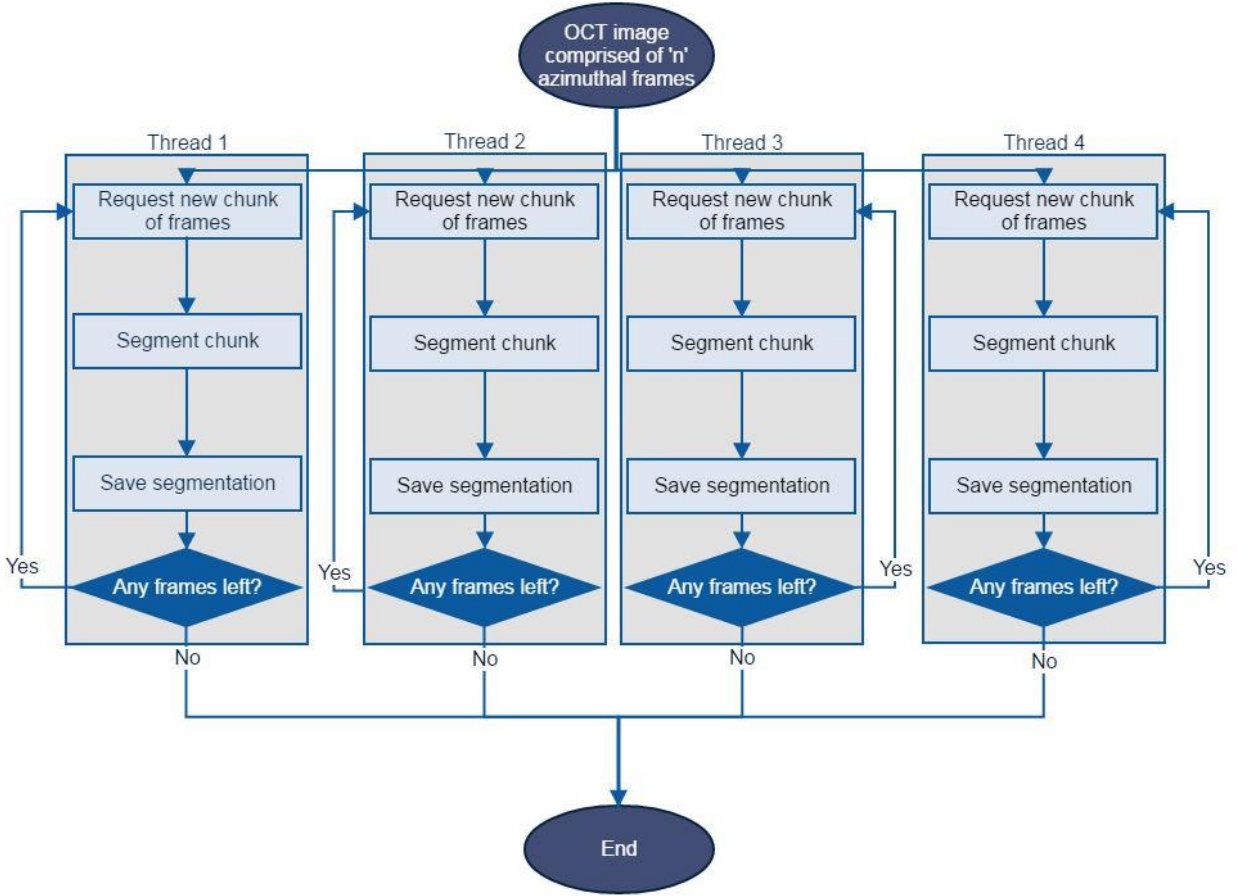 OCT image
comprised of 'n'
azimuthal frames
Thread 1
Request new chunk
of frames
Segment chunk
Save segmentation
Any frames left?
Yes
No
Thread 2
Request new chunk
of frames
Segment chunk
Save segmentation
Any frames left?
Yes
No
Thread 3
Request new chunk
of frames
Segment chunk
Save segmentation
Any frames left?
Yes
No
Thread 4
Request new chunk
of frames
Segment chunk
Save segmentation
Any frames left?
Yes
No
End